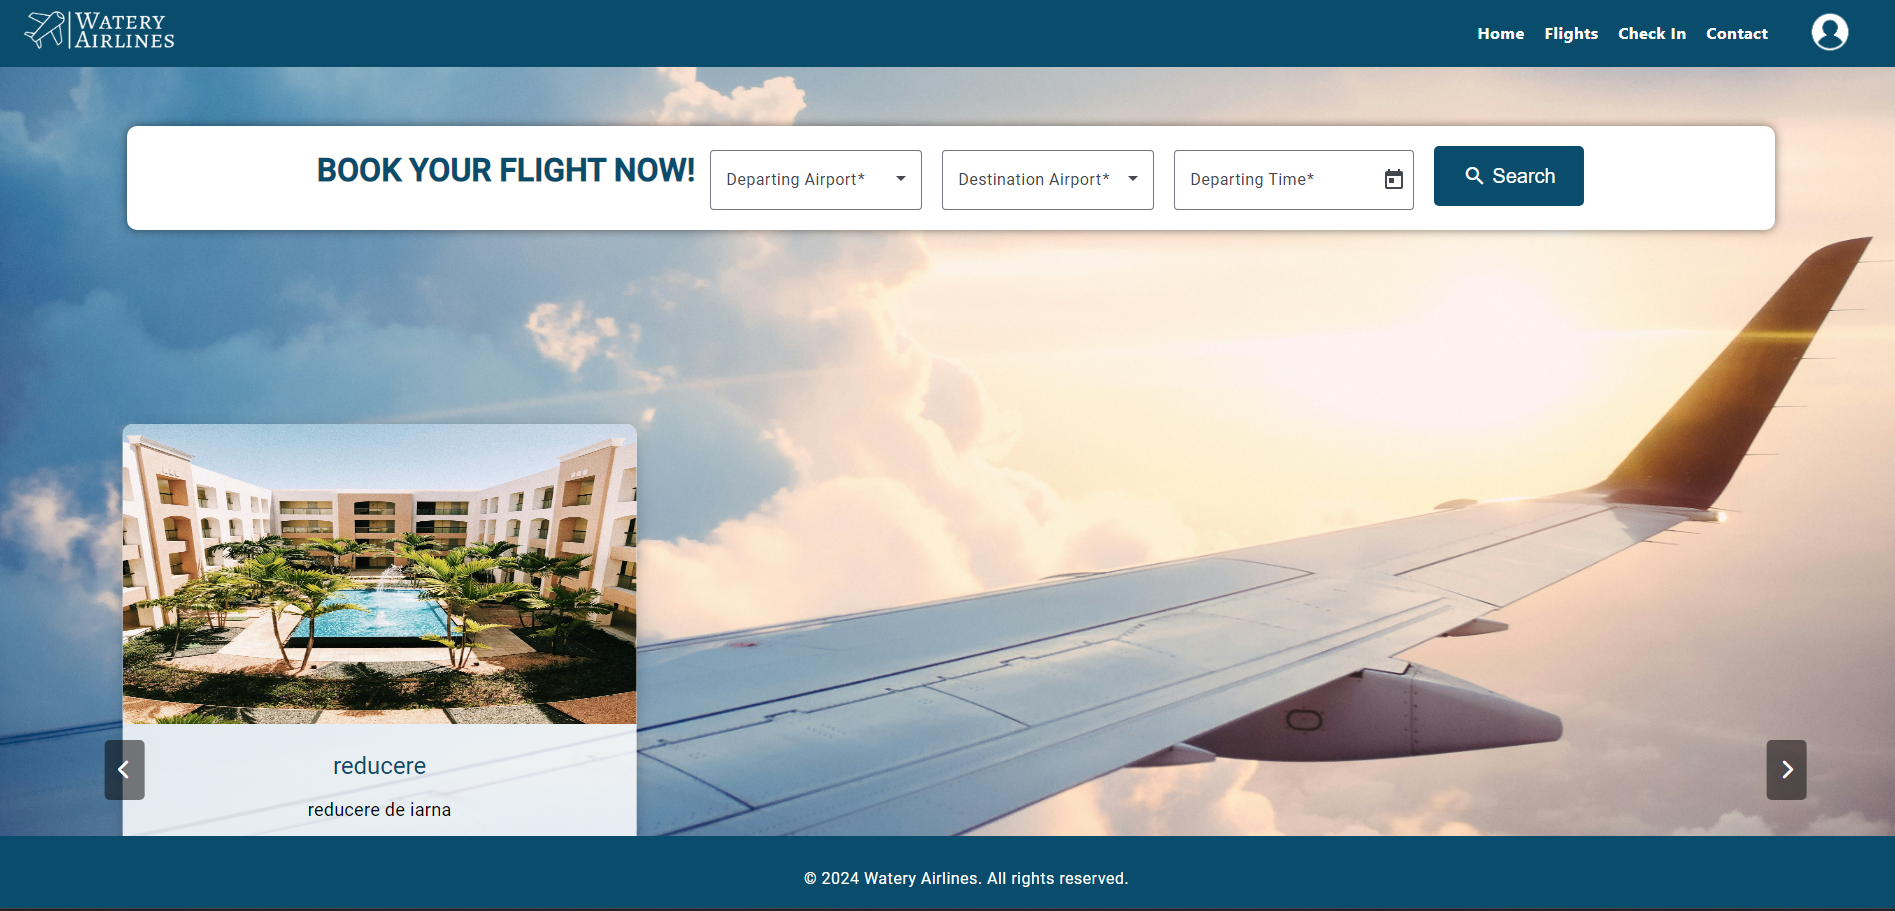 WATERY
AIRLINES
Home Flights Check In Contact
BOOK YOUR FLIGHT NOW! Departing Airport* Destination Airport* Departing Time* Search
reducere
reducere de iarna
© 2024 Watery Airlines. All rights reserved.